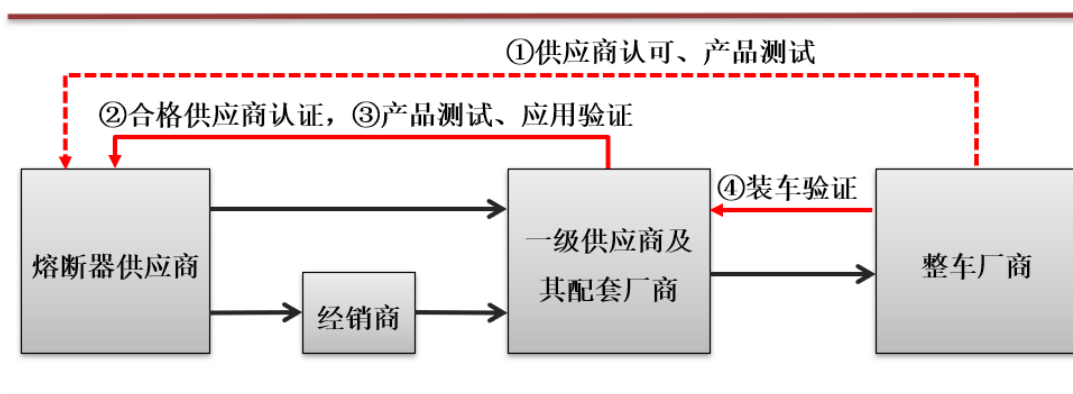 ①供应商认可、产品测试
②合格供应商认证，③产品测试、应用验证
④装车验证
熔断器供应商
经销商
一级供应商及
其配套厂商
整车厂商